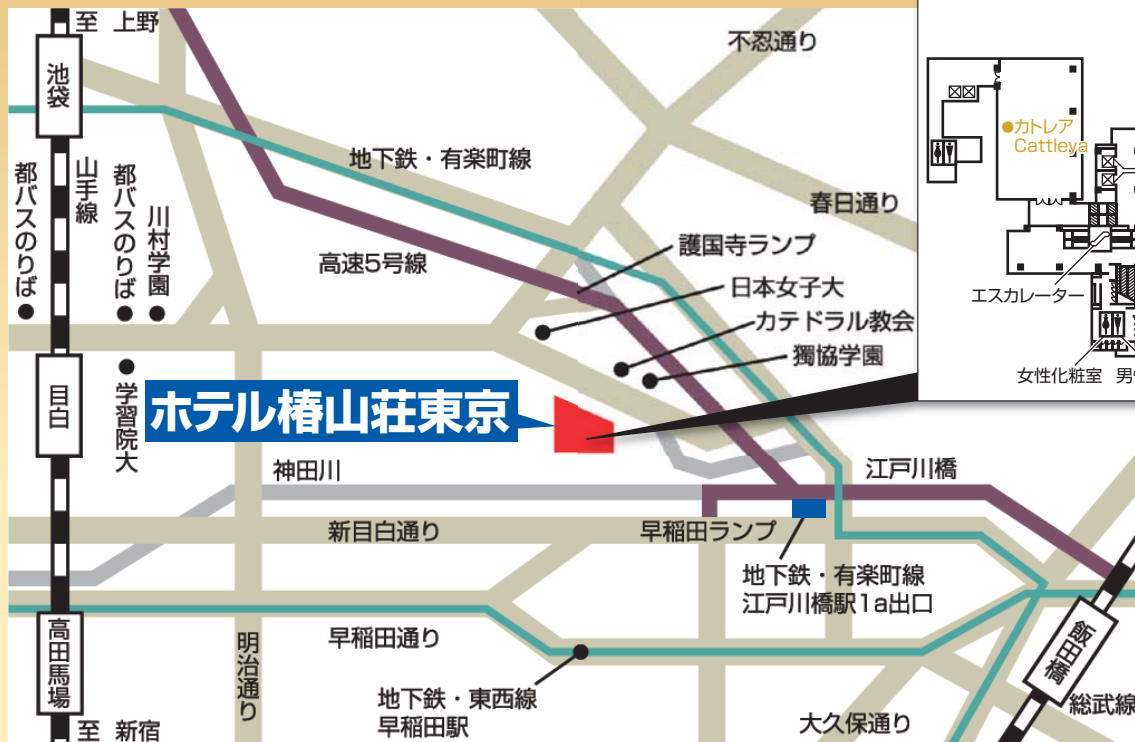 至 上野
池袋
山手線
都バスのりば
都バスのりば
川村学園
目白
学習院大
高田馬場
至 新宿
不忍通り
地下鉄・有楽町線
春日通り
高速5号線
護国寺ランプ
日本女子大
カテドラル教会
獨協学園
ホテル椿山荘東京
神田川
江戸川橋
新目白通り
早稲田ランプ
地下鉄・有楽町線
江戸川橋駅1a出口
早稲田通り
明治通り
地下鉄・東西線
早稲田駅
大久保通り
飯田橋
総武線
カトレア
Cattleya
エスカレーター
女性化粧室